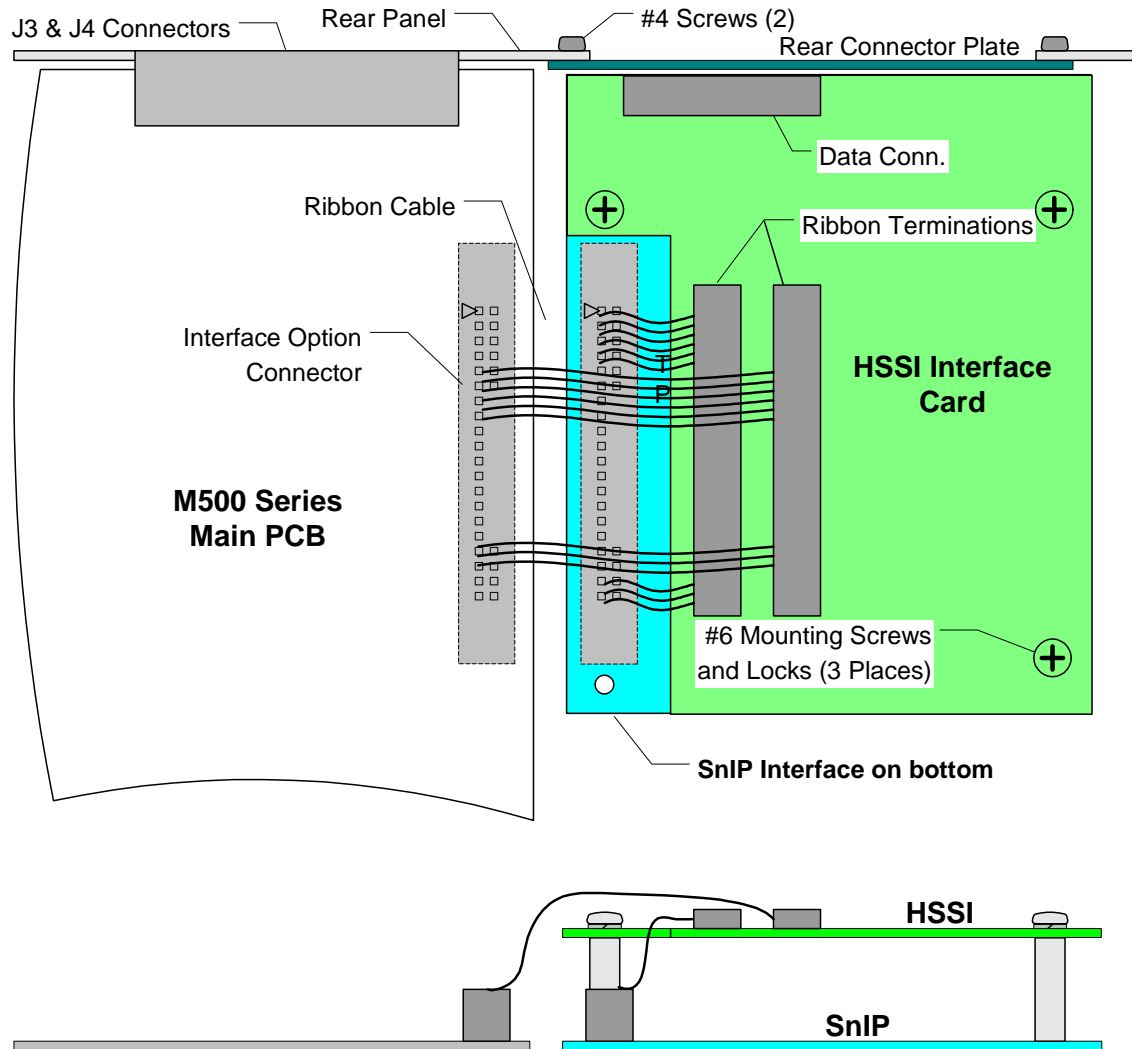 J3 & J4 Connectors
Rear Panel
#4 Screws (2)
Rear Connector Plate
Data Conn.
Ribbon Cable
Ribbon Terminations
Interface Option
Connector
T
P
HSSI Interface
Card
M500 Series
Main PCB
#6 Mounting Screws
and Locks (3 Places)
SnIP Interface on bottom
HSSI
SnIP